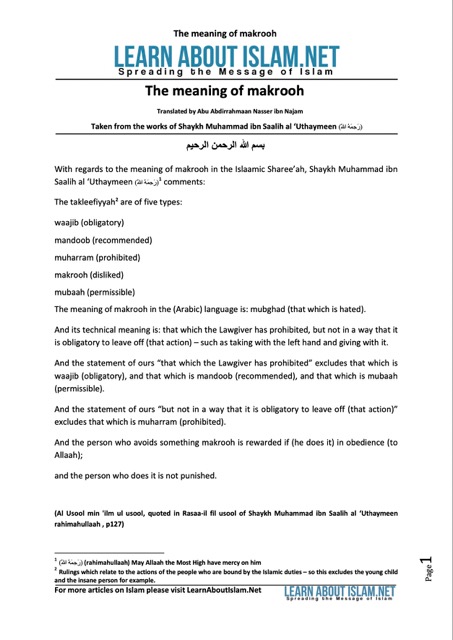 The meaning of makrooh
LEARN ABOUT ISLAM.NET
Spreading the Message of Islam
The meaning of makrooh
Translated by Abu Abdirrahmaan Nasser ibn Najam
Taken from the works of Shaykh Muhammad ibn Saalih al ‘Uthaymeen (رَحِمَهُ اللهُ)
بسم الله الرحمن الرحيم
With regards to the meaning of makrooh in the Islaamic Sharee’ah, Shaykh Muhammad ibn
Saalih al ‘Uthaymeen (رَحِمَهُ اللهُ)¹ comments:
The takleefiyyah² are of five types:
waajib (obligatory)
mandoob (recommended)
muharram (prohibited)
makrooh (disliked)
mubaah (permissible)
The meaning of makrooh in the (Arabic) language is: mubghad (that which is hated).
And its technical meaning is: that which the Lawgiver has prohibited, but not in a way that it
is obligatory to leave off (that action) – such as taking with the left hand and giving with it.
And the statement of ours “that which the Lawgiver has prohibited” excludes that which is
waajib (obligatory), and that which is mandoob (recommended), and that which is mubaah
(permissible).
And the statement of ours “but not in a way that it is obligatory to leave off (that action)”
excludes that which is muharram (prohibited).
And the person who avoids something makrooh is rewarded if (he does it) in obedience (to
Allaah);
and the person who does it is not punished.
(Al Usool min ‘ilm ul usool, quoted in Rasaa-il fil usool of Shaykh Muhammad ibn Saalih al ‘Uthaymeen
rahimahullaah , p127)
¹ (رَحِمَهُ اللهُ) (rahimahullaah) May Allaah the Most High have mercy on him
² Rulings which relate to the actions of the people who are bound by the Islamic duties – so this excludes the young child
and the insane person for example.
For more articles on Islam please visit LearnAboutIslam.Net
LEARN ABOUT ISLAM.NET
Spreading the Message of Islam
Page 1